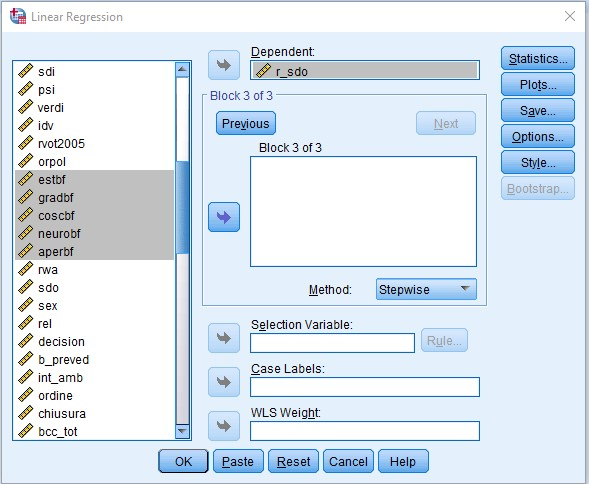 Linear Regression
Dependent:
r_sdo
sdi
psi
verdi
idv
rvot2005
orpol
estbf
gradbf
coscbf
neurobf
aperbf
rwa
sdo
sex
rel
decision
b_preved
int_amb
ordine
chiusura
bcc_tot
Block 3 of 3
Previous
Next
Block 3 of 3
Method:
Stepwise
Selection Variable:
Rule...
Case Labels:
WLS Weight:
Statistics...
Plots...
Save...
Options...
Style...
Bootstrap...
OK
Paste
Reset
Cancel
Help